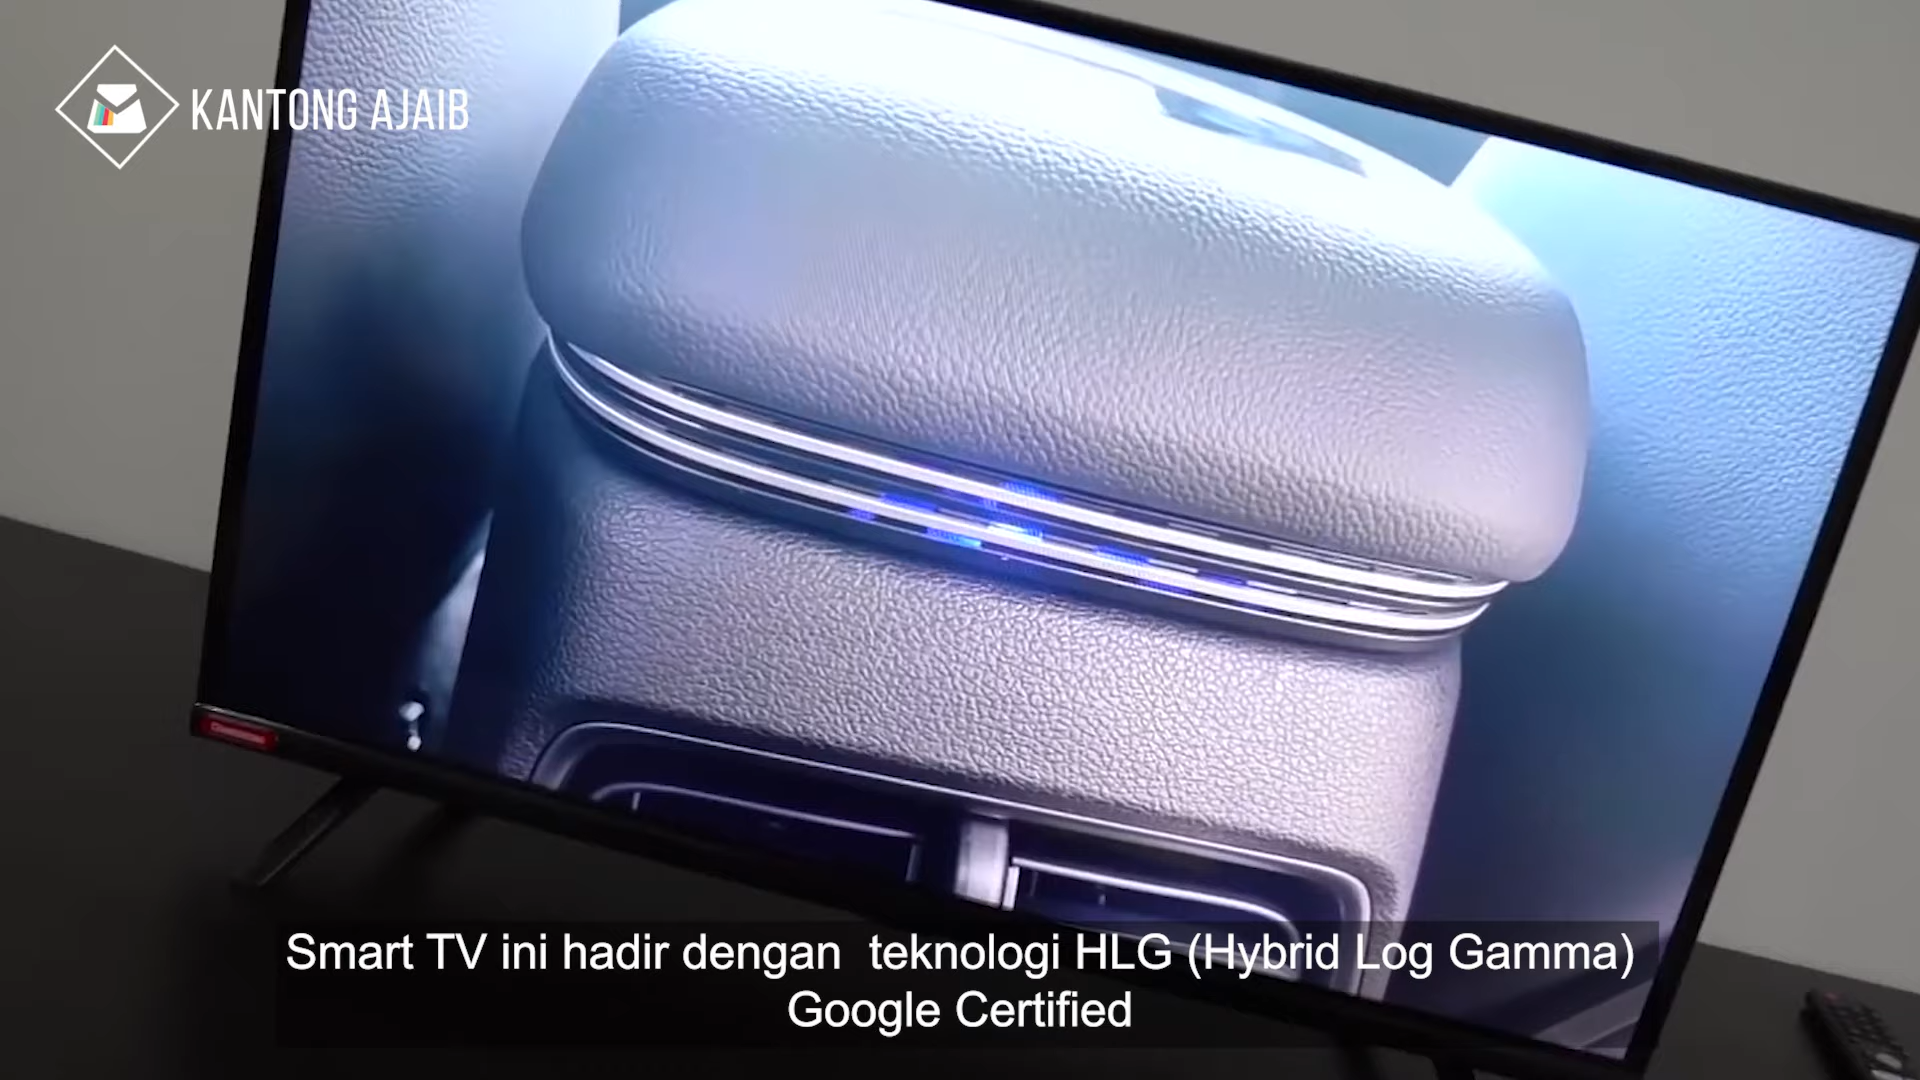 KANTONG AJAIB
Smart TV ini hadir dengan teknologi HLG (Hybrid Log Gamma)
Google Certified